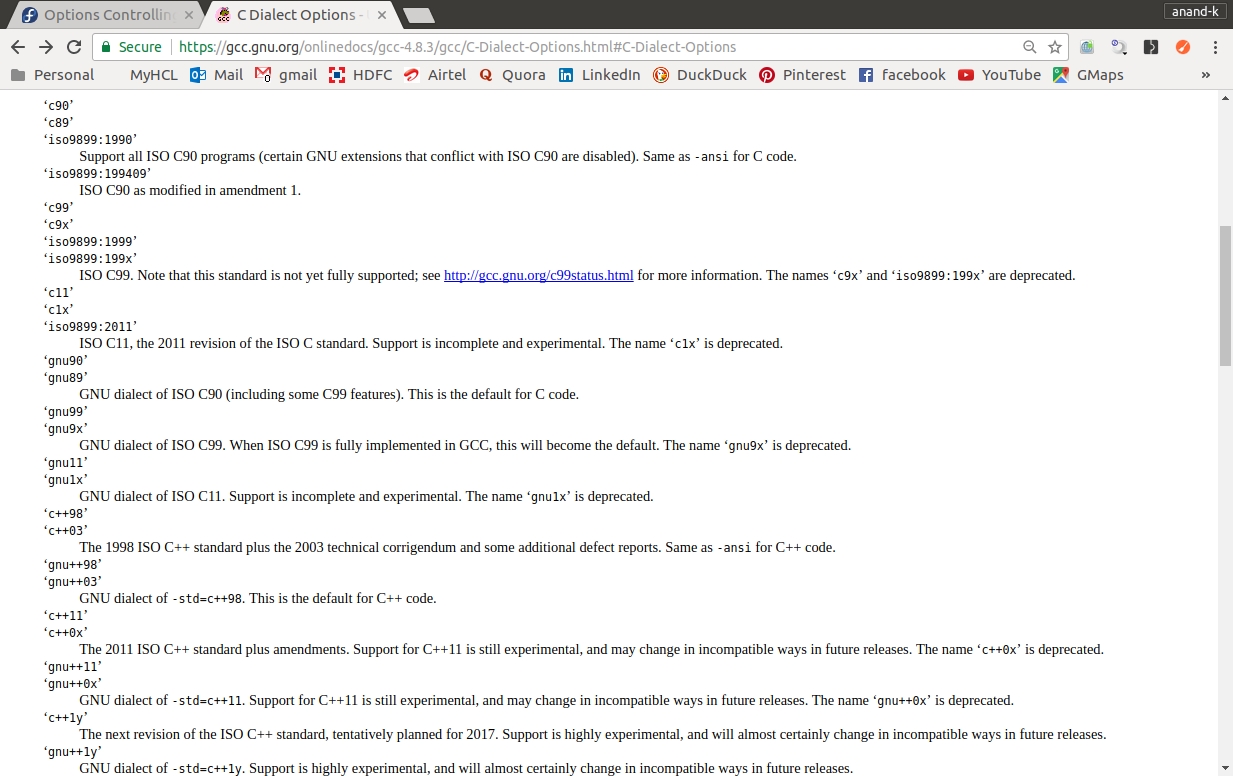 Options Controlling
C Dialect Options -
anand-k
Secure https://gcc.gnu.org/onlinedocs/gcc-4.8.3/gcc/C-Dialect-Options.html#C-Dialect-Options
Personal MyHCL Mail gmail HDFC Airtel Quora LinkedIn DuckDuck Pinterest facebook YouTube GMaps »
‘c90’
‘c89’
‘iso9899:1990’
Support all ISO C90 programs (certain GNU extensions that conflict with ISO C90 are disabled). Same as -ansi for C code.
‘iso9899:199409’
ISO C90 as modified in amendment 1.
‘c99’
‘c9x’
‘iso9899:1999’
‘iso9899:199x’
ISO C99. Note that this standard is not yet fully supported; see http://gcc.gnu.org/c99status.html for more information. The names ‘c9x’ and ‘iso9899:199x’ are deprecated.
‘c11’
‘c1x’
‘iso9899:2011’
ISO C11, the 2011 revision of the ISO C standard. Support is incomplete and experimental. The name ‘c1x’ is deprecated.
‘gnu90’
‘gnu89’
GNU dialect of ISO C90 (including some C99 features). This is the default for C code.
‘gnu99’
‘gnu9x’
GNU dialect of ISO C99. When ISO C99 is fully implemented in GCC, this will become the default. The name ‘gnu9x’ is deprecated.
‘gnu11’
‘gnu1x’
GNU dialect of ISO C11. Support is incomplete and experimental. The name ‘gnu1x’ is deprecated.
‘c++98’
‘c++03’
The 1998 ISO C++ standard plus the 2003 technical corrigendum and some additional defect reports. Same as -ansi for C++ code.
‘gnu++98’
‘gnu++03’
GNU dialect of -std=c++98. This is the default for C++ code.
‘c++11’
‘c++0x’
The 2011 ISO C++ standard plus amendments. Support for C++11 is still experimental, and may change in incompatible ways in future releases. The name ‘c++0x’ is deprecated.
‘gnu++11’
‘gnu++0x’
GNU dialect of -std=c++11. Support for C++11 is still experimental, and may change in incompatible ways in future releases. The name ‘gnu++0x’ is deprecated.
‘c++1y’
The next revision of the ISO C++ standard, tentatively planned for 2017. Support is highly experimental, and will almost certainly change in incompatible ways in future releases.
‘gnu++1y’
GNU dialect of -std=c++1y. Support is highly experimental, and will almost certainly change in incompatible ways in future releases.